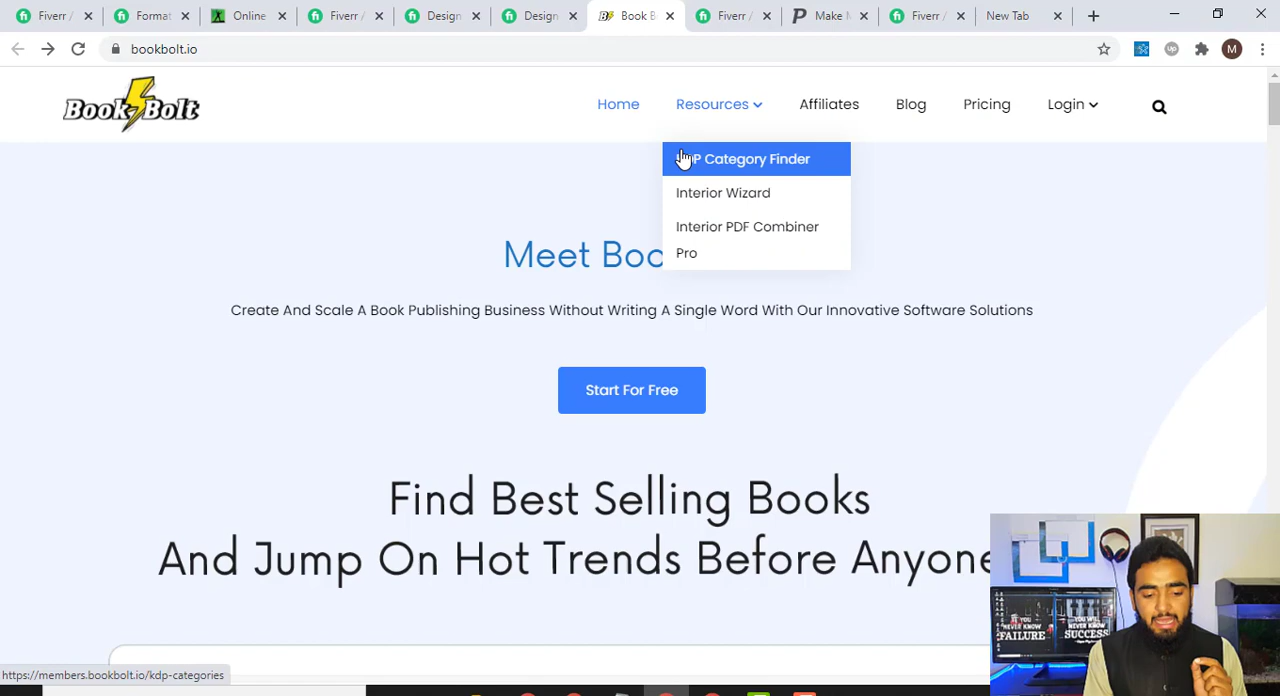 Fiverr /
Format
Online
Fiverr /
Design
Design
Book B
Fiverr /
Make
Fiverr /
New Tab
bookbolt.io
up
M
Book Bolt
Home
Resources
Affiliates
Blog
Pricing
Login
P Category Finder
Interior Wizard
Interior PDF Combiner
Pro
Meet Boo
Create And Scale A Book Publishing Business Without Writing A Single Word With Our Innovative Software Solutions
Start For Free
Find Best Selling Books
And Jump On Hot Trends Before Anyone
FAILURE
SUCCESS
https://members.bookbolt.io/kdp-categories